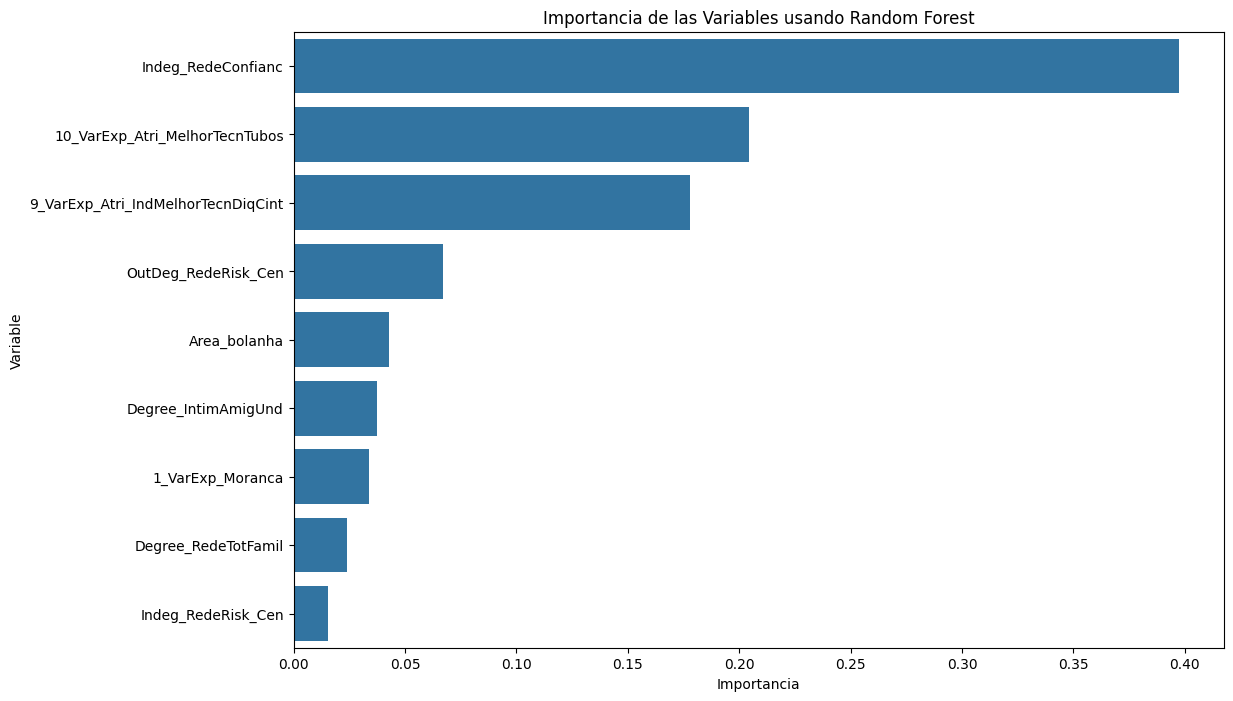 Importancia de las Variables usando Random Forest
Variable
Indeg_RedeConfianc
10_VarExp_Atri_MelhorTecnTubos
9_VarExp_Atri_IndMelhorTecnDiqCint
OutDeg_RedeRisk_Cen
Area_bolanha
Degree_IntimAmigUnd
1_VarExp_Moranca
Degree_RedeTotFamil
Indeg_RedeRisk_Cen
0.00 0.05 0.10 0.15 0.20 0.25 0.30 0.35 0.40
Importancia